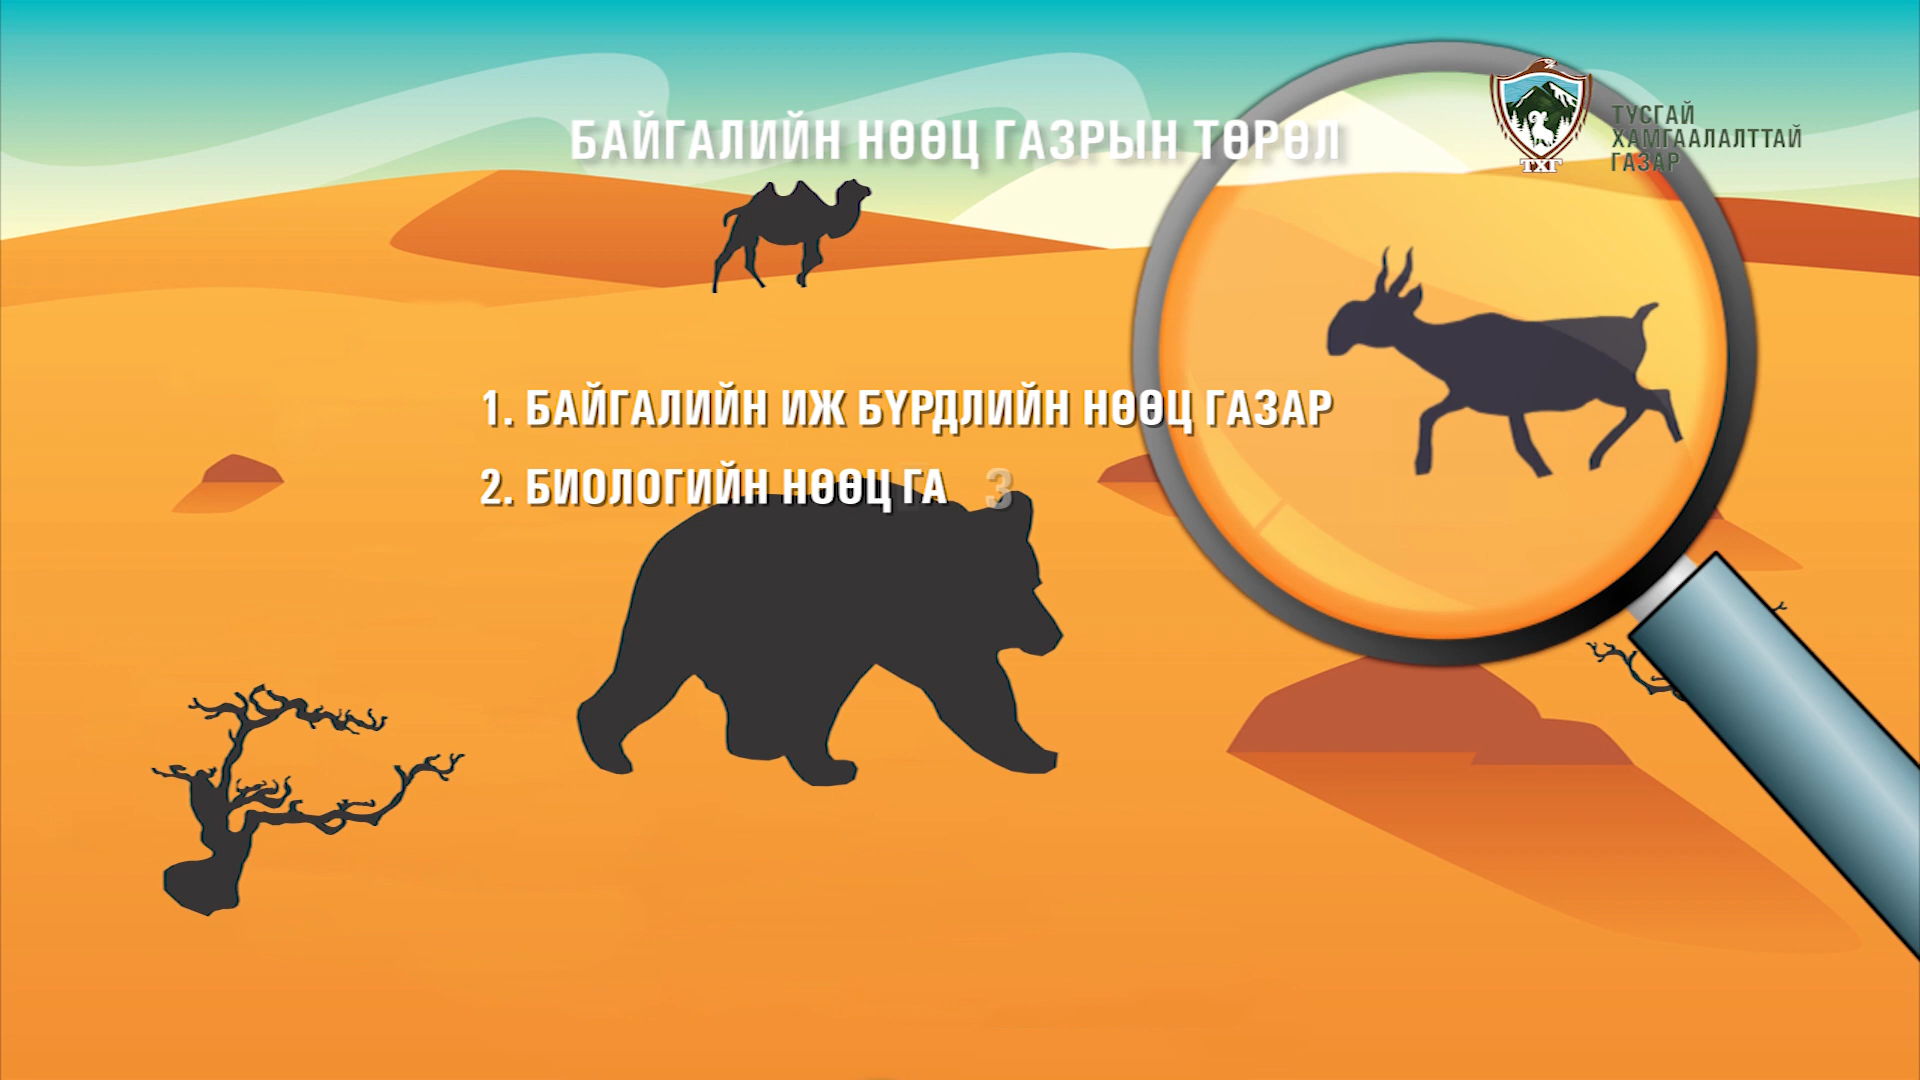 БАЙГАЛИЙН НӨӨЦ ГАЗРЫН ТӨРӨЛ
ТУСГАЙ
ХАМГААЛАЛТТАЙ
ГАЗАР
ТХГ
1. БАЙГАЛИЙН ИЖ БҮРДЛИЙН НӨӨЦ ГАЗАР
2. БИОЛОГИЙН НӨӨЦ ГА З